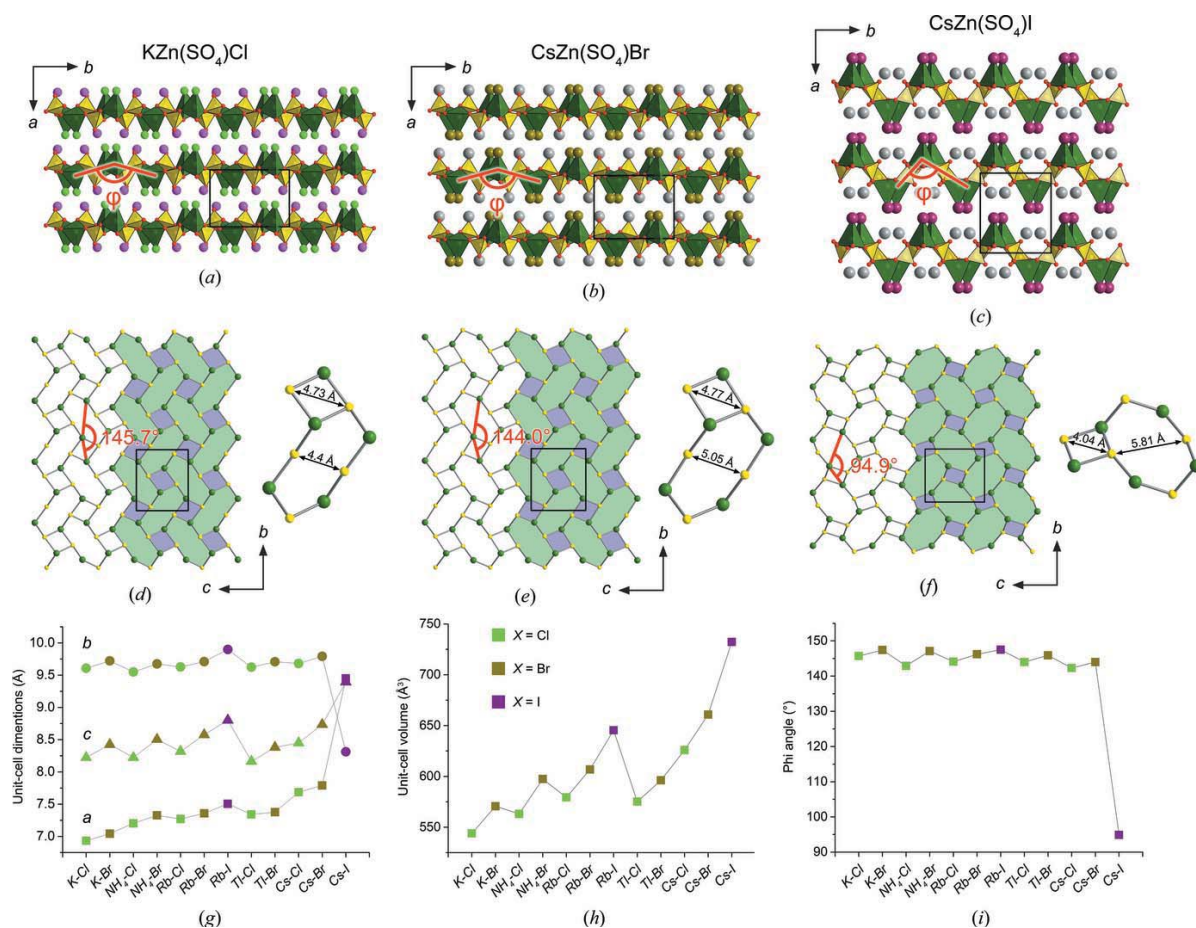 KZn(SO4)Cl
CsZn(SO4)Br
CsZn(SO4)I
b
a
φ
(a)
b
a
φ
(b)
b
a
φ
(c)
145.7°
4.73 Å
4.4 Å
b
c
(d)
144.0°
4.77 Å
5.05 Å
b
c
(e)
94.9°
4.04 Å
5.81 Å
b
c
(f)
Unit-cell dimentions (Å)
10.0
9.5
9.0
8.5
8.0
7.5
7.0
b
c
a
K-Cl
K-Br
NH4-Cl
NH4-Br
Rb-Cl
Rb-Br
Rb-I
Tl-Cl
Tl-Br
Cs-Cl
Cs-Br
Cs-I
(g)
Unit-cell volume (Å³)
750
700
650
600
550
X = Cl
X = Br
X = I
K-Cl
K-Br
NH4-Cl
NH4-Br
Rb-Cl
Rb-Br
Rb-I
Tl-Cl
Tl-Br
Cs-Cl
Cs-Br
Cs-I
(h)
Phi angle (°)
150
140
130
120
110
100
90
K-Cl
K-Br
NH4-Cl
NH4-Br
Rb-Cl
Rb-Br
Rb-I
Tl-Cl
Tl-Br
Cs-Cl
Cs-Br
Cs-I
(i)